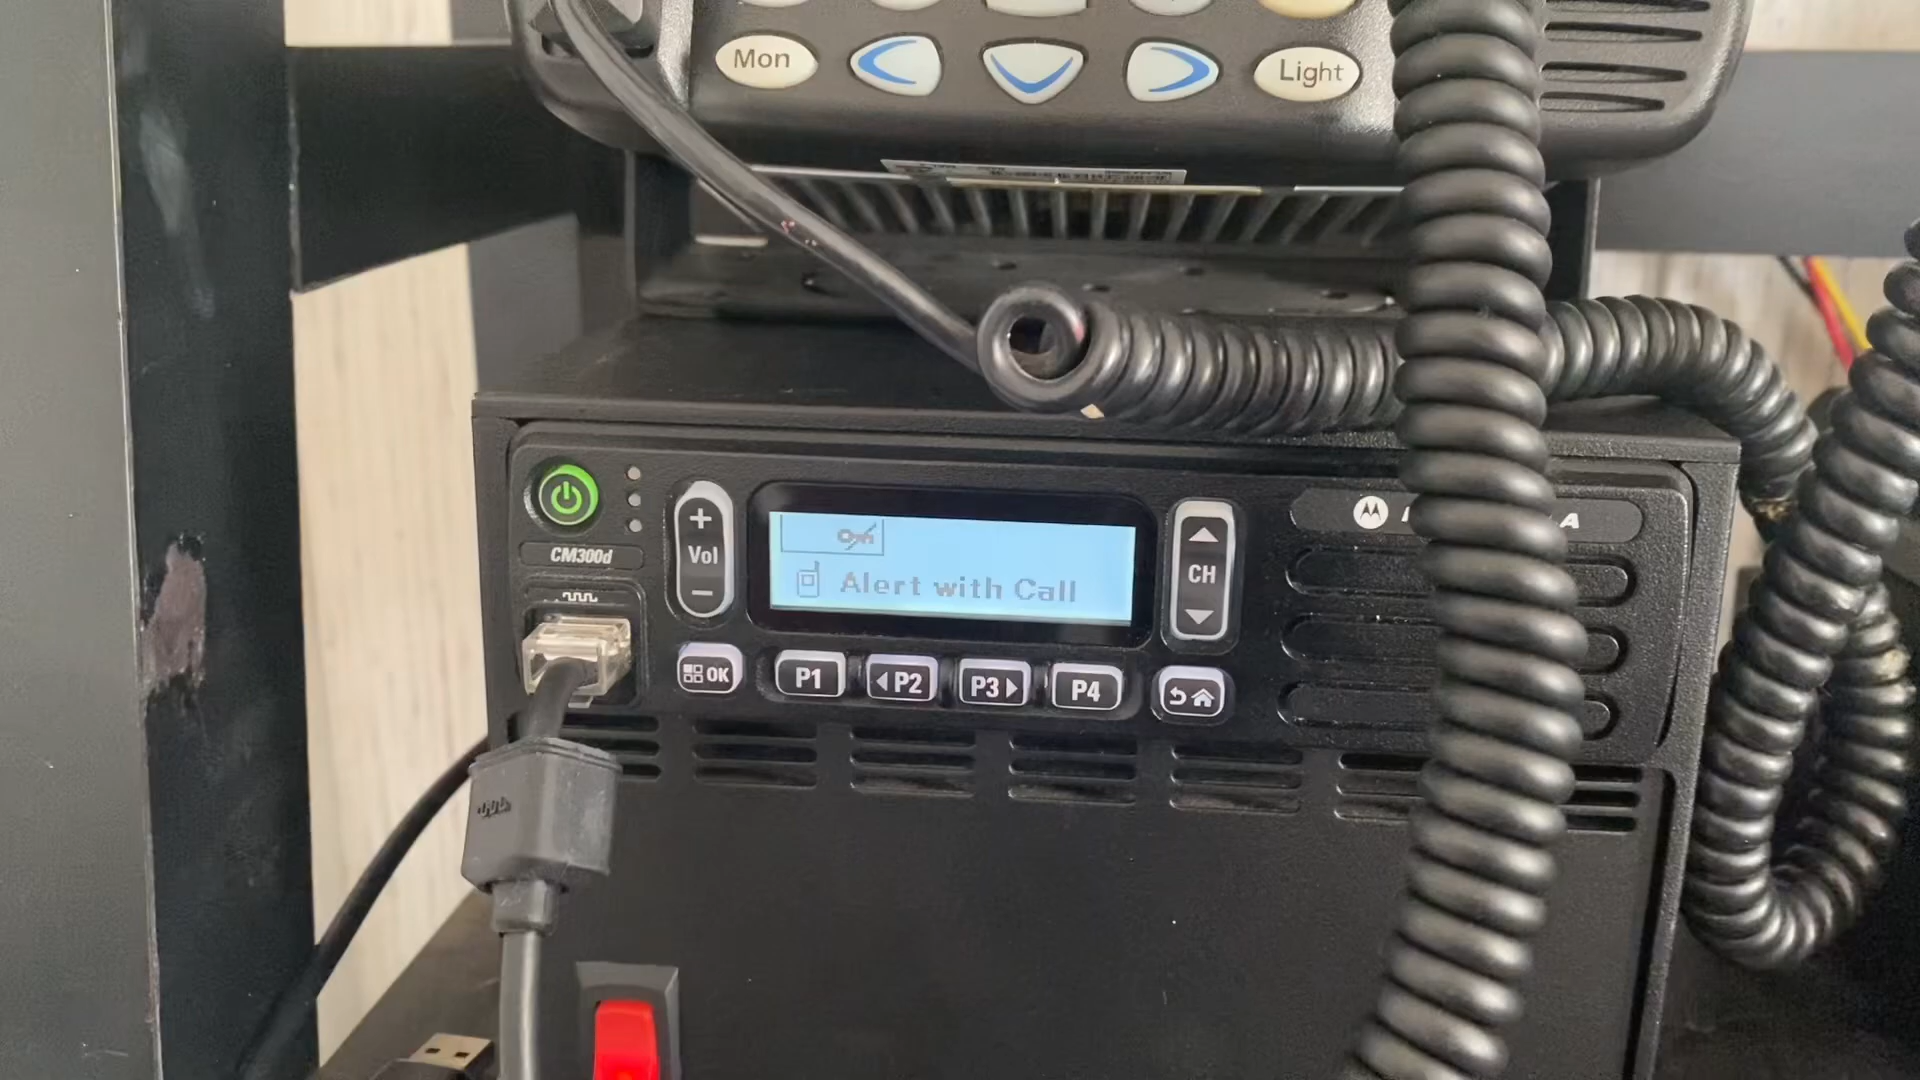 Mon
Light
CM300d
+
Vol
−
Alert with Call
CH
OK
P1
P2
P3
P4